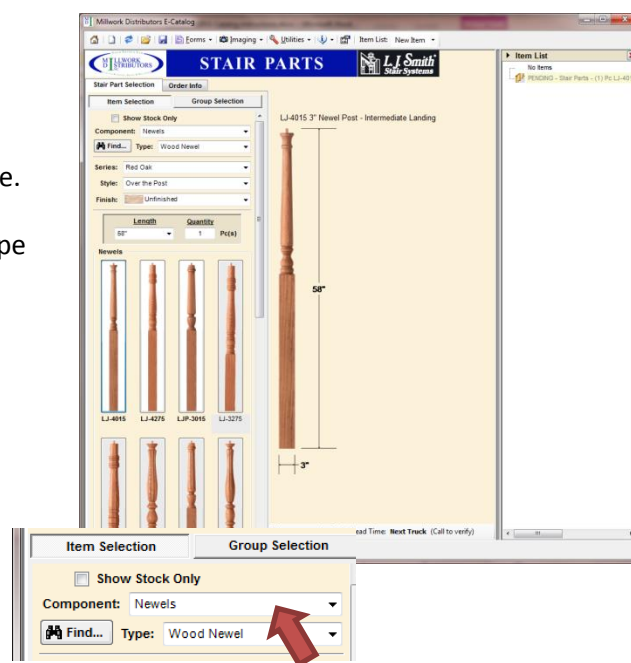 Millwork Distributors E-Catalog
Forms Imaging Utilities Item List: New Item
MILLWORK DISTRIBUTORS STAIR PARTS L.J. Smith Stair Systems
Stair Part Selection Order Info
Item Selection Group Selection
Show Stock Only
Component: Newels
Find... Type: Wood Newel
Series: Red Oak
Style: Over the Post
Finish: Unfinished
Length Quantity
58" 1 Pc(s)
Newels
LJ-4015 LJ-4275 LJP-3015 LJ-3275
LJ-4015 3" Newel Post - Intermediate Landing
58"
3"
ead Time: Next Truck (Call to verify)
Item List
No Items
PENDING - Stair Parts - (1) Pc LJ-401
e.
pe
Item Selection Group Selection
Show Stock Only
Component: Newels
Find... Type: Wood Newel